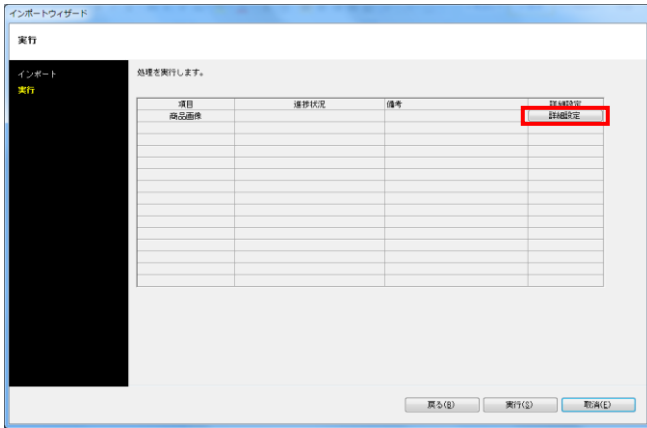 インポートウィザード
実行
インポート
実行
処理を実行します。
項目 進捗状況 備考 詳細設定
商品画像 詳細設定
戻る(B) 実行(S) 取消(E)